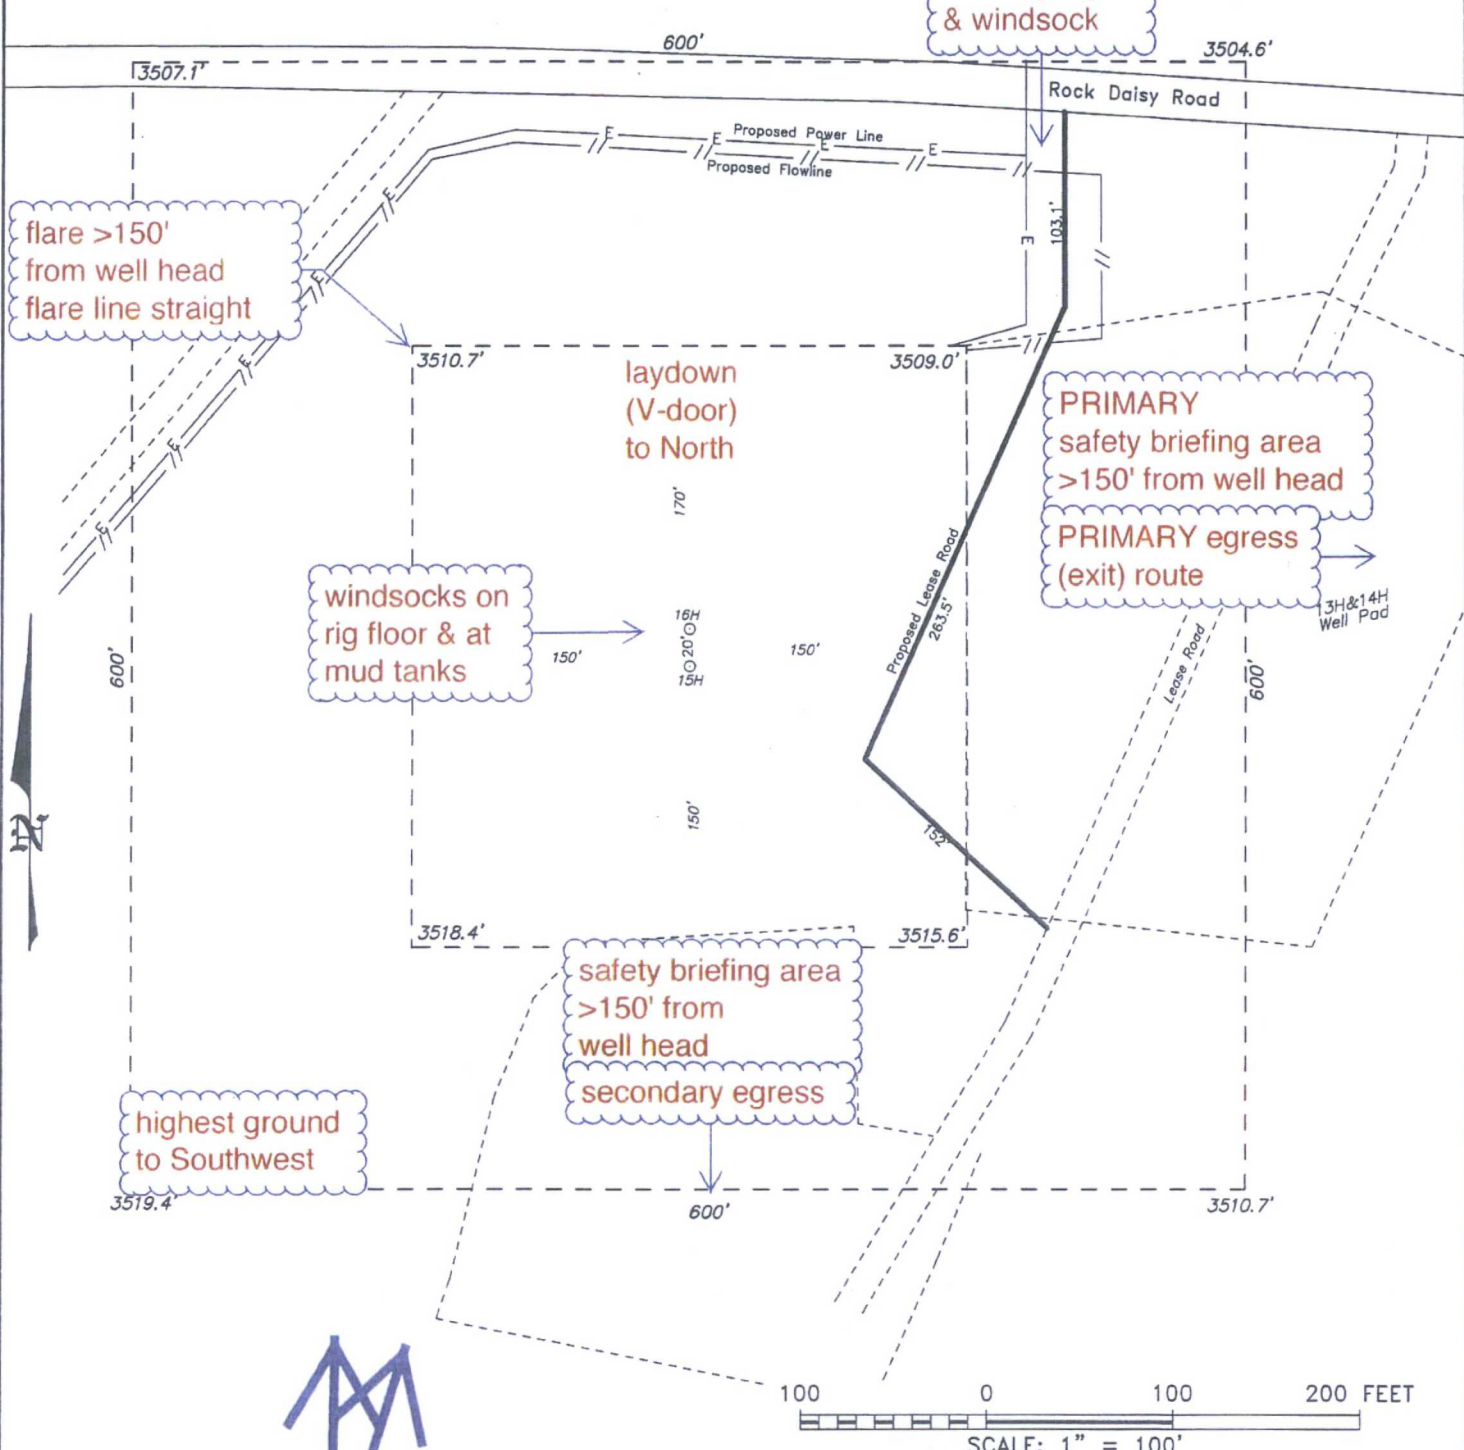 & windsock
600'
3504.6'
3507.1'
Rock Daisy Road
E
E
E
E
Proposed Power Line
Proposed Flowline
103.1'
E
E
E
E
E
E
flare >150'
from well head
flare line straight
3510.7'
3509.0'
laydown
(V-door)
to North
PRIMARY
safety briefing area
>150' from well head
PRIMARY egress
(exit) route
170'
Proposed Lease Road
263.5'
windsocks on
rig floor & at
mud tanks
13H&14H
Well Pad
16H
20'
15H
150'
150'
600'
600'
Lease Road
N
150'
152'
3518.4'
3515.6'
safety briefing area
>150' from
well head
secondary egress
highest ground
to Southwest
3519.4'
600'
3510.7'
100 0 100 200 FEET
SCALE: 1" = 100'